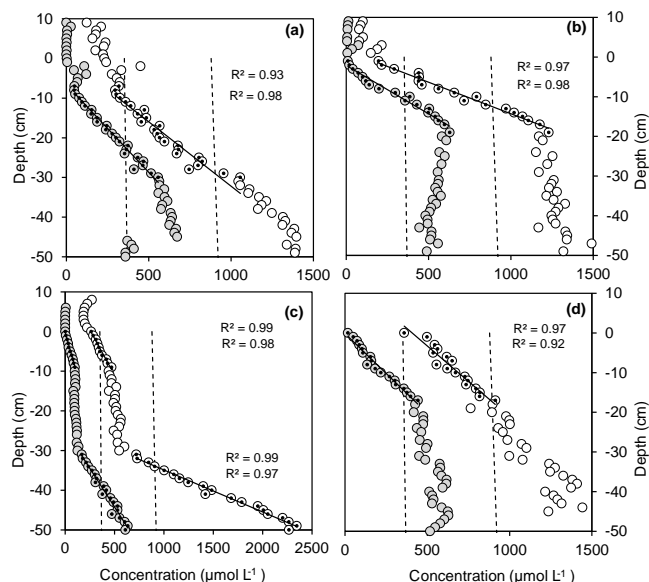 (a)
R² = 0.93
R² = 0.98
Depth (cm)
10
0
-10
-20
-30
-40
-50
0 500 1000 1500
(b)
R² = 0.97
R² = 0.98
10
0
-10
-20
-30
-40
-50
Depth (cm)
0 500 1000 1500
(c)
R² = 0.99
R² = 0.98
R² = 0.99
R² = 0.97
Depth (cm)
10
0
-10
-20
-30
-40
-50
0 500 1000 1500 2000 2500
Concentration (µmol L⁻¹)
(d)
R² = 0.97
R² = 0.92
10
0
-10
-20
-30
-40
-50
Depth (cm)
0 500 1000 1500
Concentration (µmol L⁻¹)